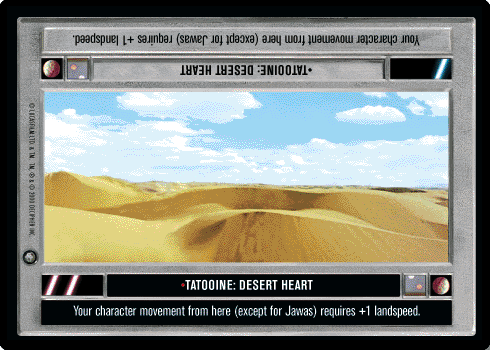 Your character movement from here (except for Jawas) requires +1 landspeed.
•TATOOINE: DESERT HEART
•TATOOINE: DESERT HEART
Your character movement from here (except for Jawas) requires +1 landspeed.